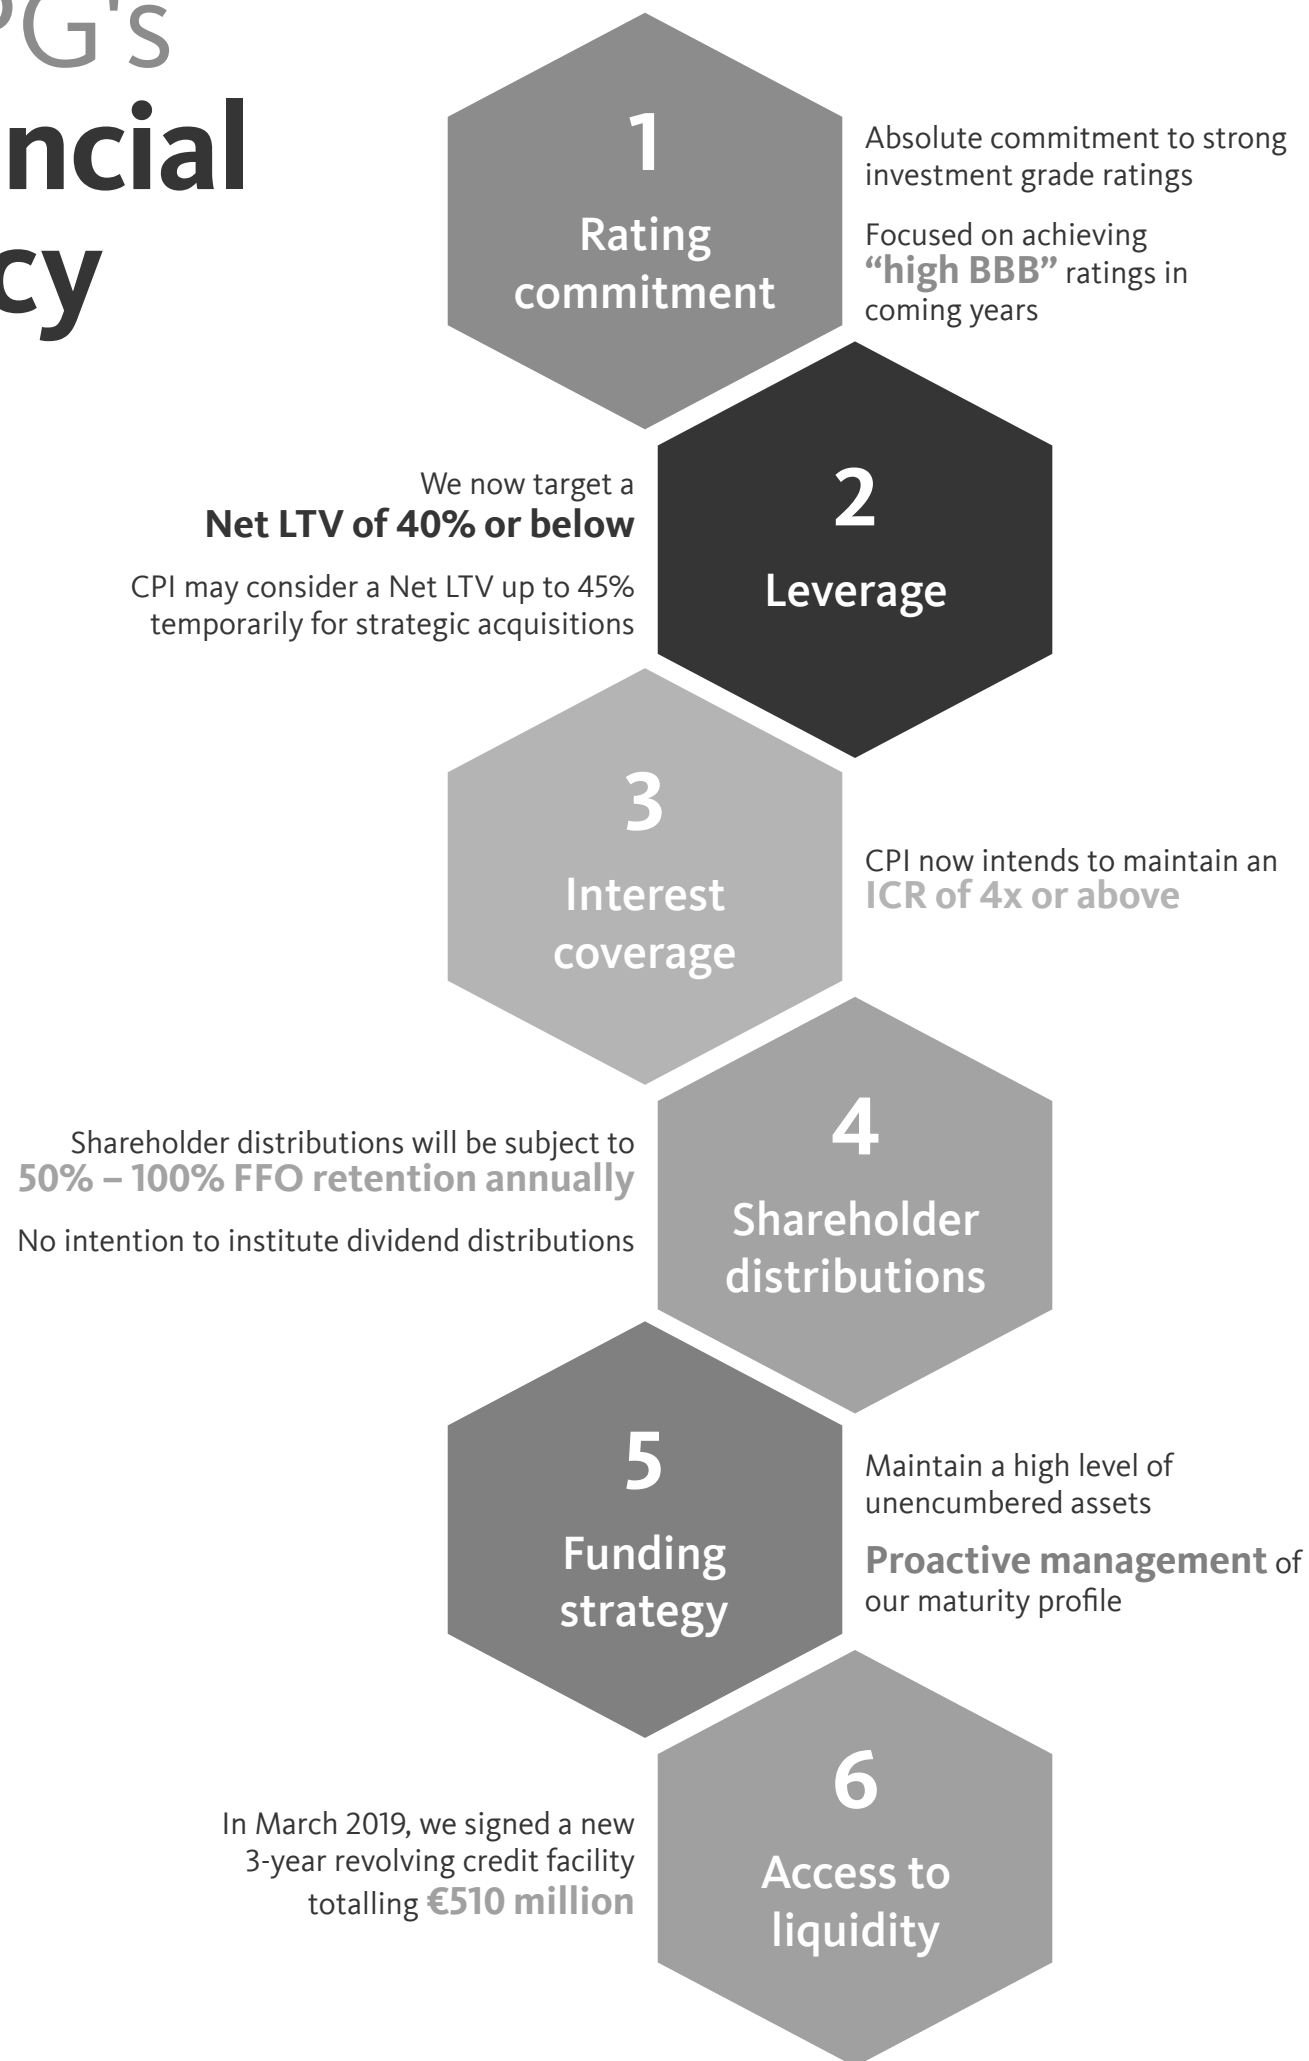 PG's
ncial
cy
1
Rating
commitment
Absolute commitment to strong
investment grade ratings
Focused on achieving
“high BBB” ratings in
coming years
We now target a
Net LTV of 40% or below
CPI may consider a Net LTV up to 45%
temporarily for strategic acquisitions
2
Leverage
3
Interest
coverage
CPI now intends to maintain an
ICR of 4x or above
Shareholder distributions will be subject to
50% – 100% FFO retention annually
No intention to institute dividend distributions
4
Shareholder
distributions
5
Funding
strategy
Maintain a high level of
unencumbered assets
Proactive management of
our maturity profile
In March 2019, we signed a new
3-year revolving credit facility
totalling €510 million
6
Access to
liquidity